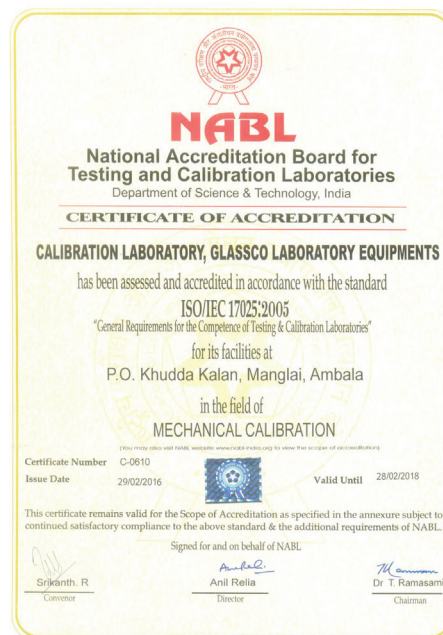 NABL
National Accreditation Board for
Testing and Calibration Laboratories
Department of Science & Technology, India
CERTIFICATE OF ACCREDITATION
CALIBRATION LABORATORY, GLASSCO LABORATORY EQUIPMENTS
has been assessed and accredited in accordance with the standard
ISO/IEC 17025:2005
"General Requirements for the Competence of Testing & Calibration Laboratories"
for its facilities at
P.O. Khudda Kalan, Manglai, Ambala
in the field of
MECHANICAL CALIBRATION
(You may also visit NABL website www.nabl-india.org to view the scope of accreditation)
Certificate Number C-0610
Issue Date 29/02/2016 Valid Until 28/02/2018
This certificate remains valid for the Scope of Accreditation as specified in the annexure subject to
continued satisfactory compliance to the above standard & the additional requirements of NABL.
Signed for and on behalf of NABL
Srikanth. R Anil Relia Dr T. Ramasami
Convenor Director Chairman